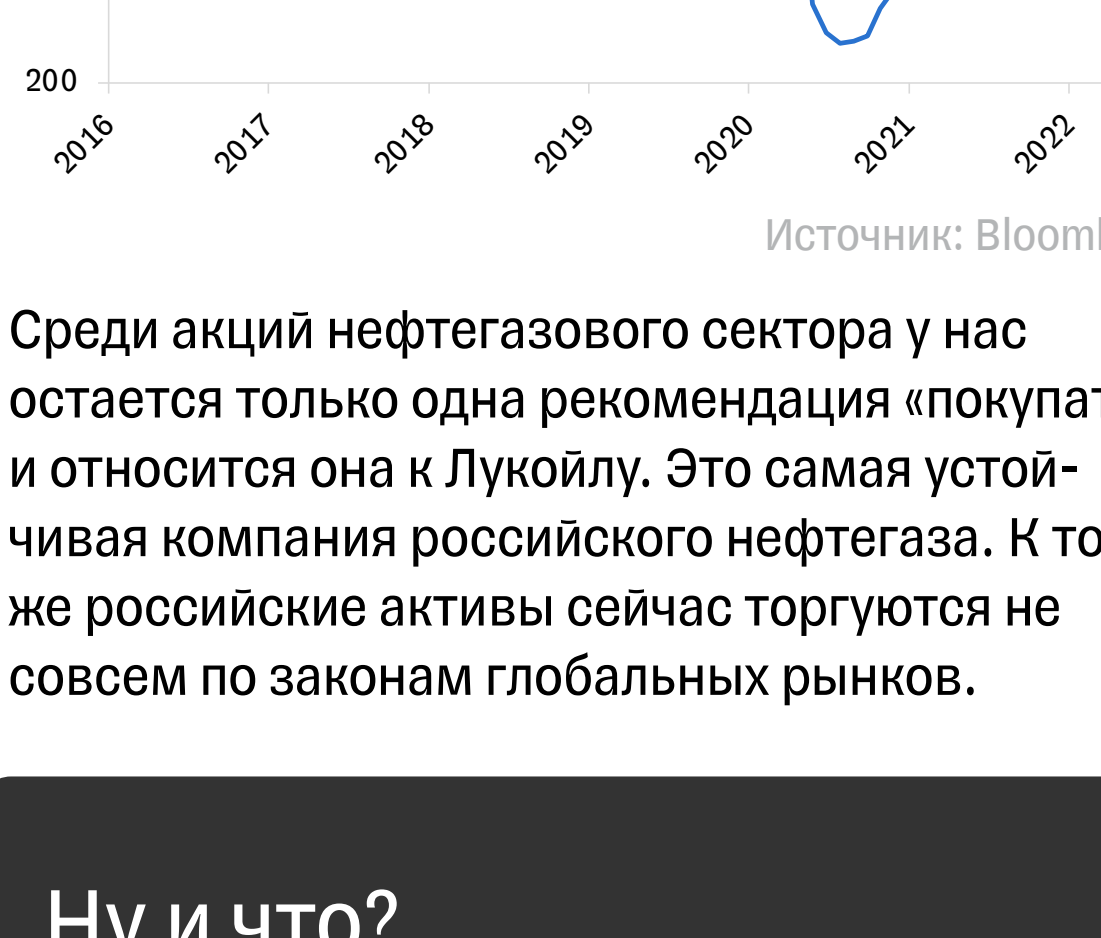 200
2016 2017 2018 2019 2020 2021 2022
Источник:
Среди акций нефтегазового сектора у нас
остается только одна рекомендация
и относится она к Лукойлу. Это самая устой-
чивая компания российского нефтегаза. К
же российские активы сейчас торгуются не
совсем по законам глобальных рынков.
Ну и что?